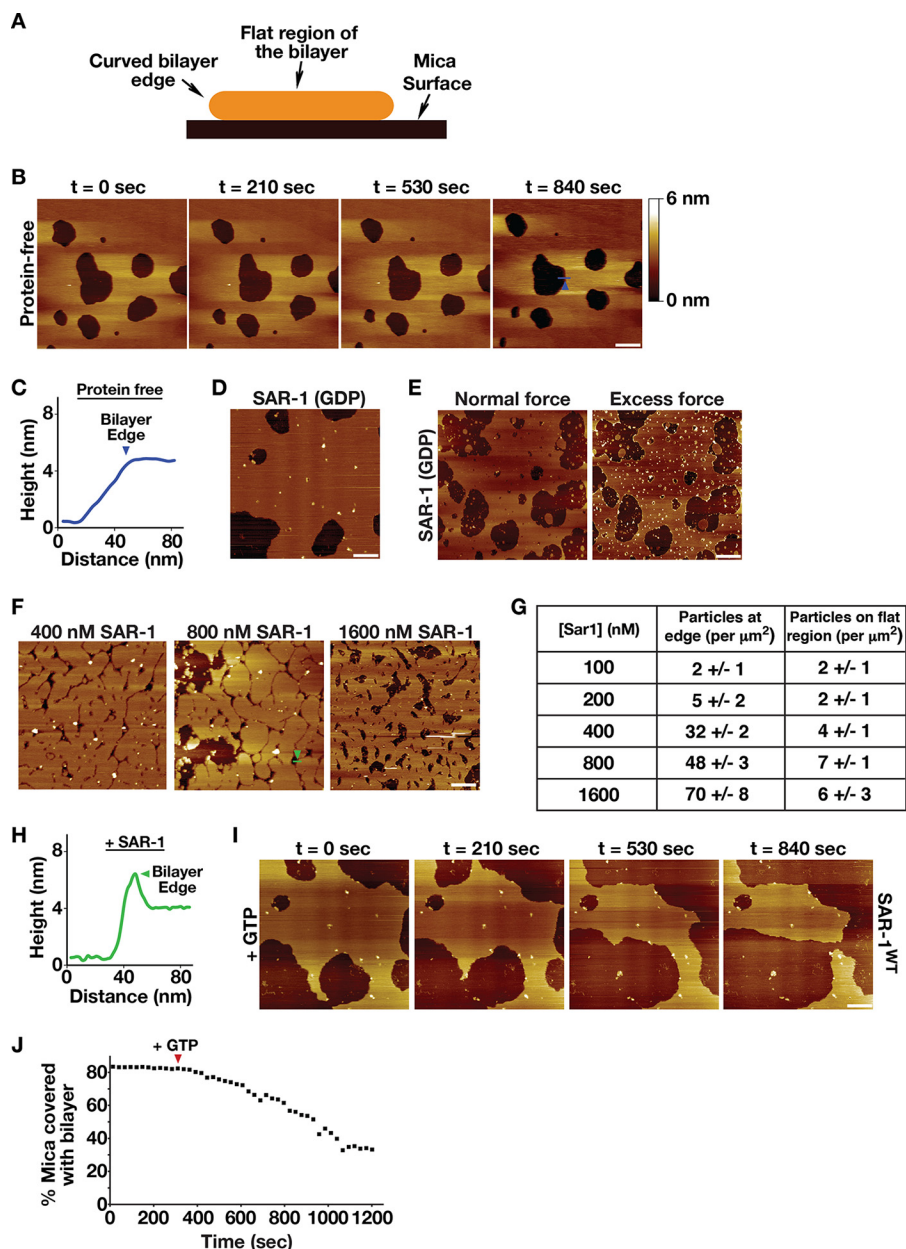 A
Flat region of
the bilayer
Curved bilayer
edge
Mica
Surface
B
t = 0 sec
t = 210 sec
t = 530 sec
t = 840 sec
Protein-free
6 nm
0 nm
C
Protein free
Bilayer
Edge
Height (nm)
8
4
0
0
40
80
Distance (nm)
D
SAR-1 (GDP)
E
Normal force
Excess force
SAR-1 (GDP)
F
400 nM SAR-1
800 nM SAR-1
1600 nM SAR-1
G
[Sar1] (nM)
Particles at
edge (per μm²)
Particles on flat
region (per μm²)
100
2 +/- 1
2 +/- 1
200
5 +/- 2
2 +/- 1
400
32 +/- 2
4 +/- 1
800
48 +/- 3
7 +/- 1
1600
70 +/- 8
6 +/- 3
H
+ SAR-1
Bilayer
Edge
Height (nm)
8
4
0
0
40
80
Distance (nm)
I
t = 0 sec
t = 210 sec
t = 530 sec
t = 840 sec
+ GTP
SAR-1ᵂᵀ
J
+ GTP
% Mica covered
with bilayer
80
60
40
20
0
0
200
400
600
800
1000
1200
Time (sec)